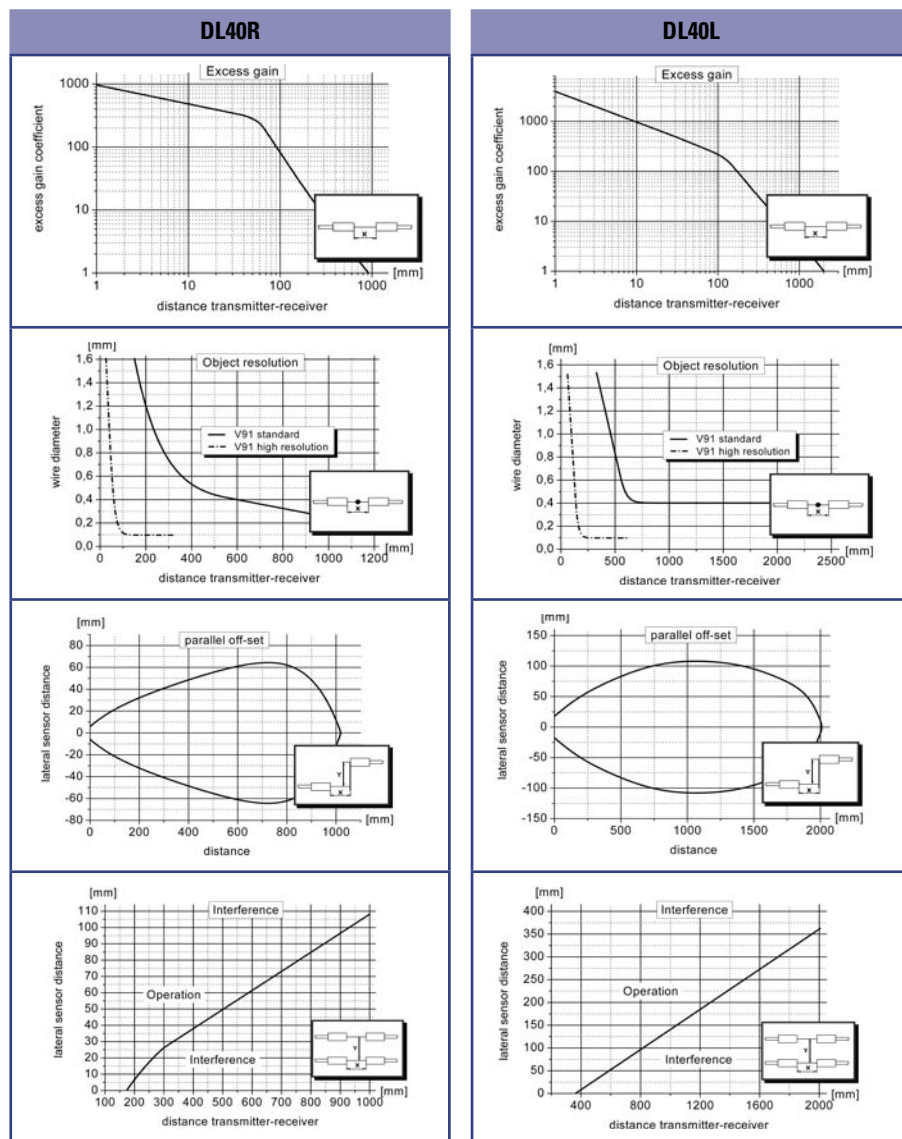 DL40R
Excess gain
excess gain coefficient
1000
100
10
1
1
10
100
1000
[mm]
X
distance transmitter-receiver
[mm]
Object resolution
wire diameter
1,6
1,4
1,2
1,0
0,8
0,6
0,4
0,2
0,0
V91 standard
V91 high resolution
X
0
200
400
600
800
1000
1200
[mm]
distance transmitter-receiver
[mm]
parallel off-set
lateral sensor distance
80
60
40
20
0
-20
-40
-60
-80
Y
X
0
200
400
600
800
1000
[mm]
distance
[mm]
Interference
lateral sensor distance
110
100
90
80
70
60
50
40
30
20
10
0
Operation
Interference
Y
X
100
200
300
400
500
600
700
800
900
1000
[mm]
distance transmitter-receiver
DL40L
Excess gain
excess gain coefficient
1000
100
10
1
1
10
100
1000
[mm]
X
distance transmitter-receiver
[mm]
Object resolution
wire diameter
1,6
1,4
1,2
1,0
0,8
0,6
0,4
0,2
0,0
V91 standard
V91 high resolution
X
0
500
1000
1500
2000
2500
[mm]
distance transmitter-receiver
[mm]
parallel off-set
lateral sensor distance
150
100
50
0
-50
-100
-150
Y
X
0
500
1000
1500
2000
[mm]
distance
[mm]
Interference
lateral sensor distance
400
350
300
250
200
150
100
50
0
Operation
Interference
Y
X
400
800
1200
1600
2000
[mm]
distance transmitter-receiver